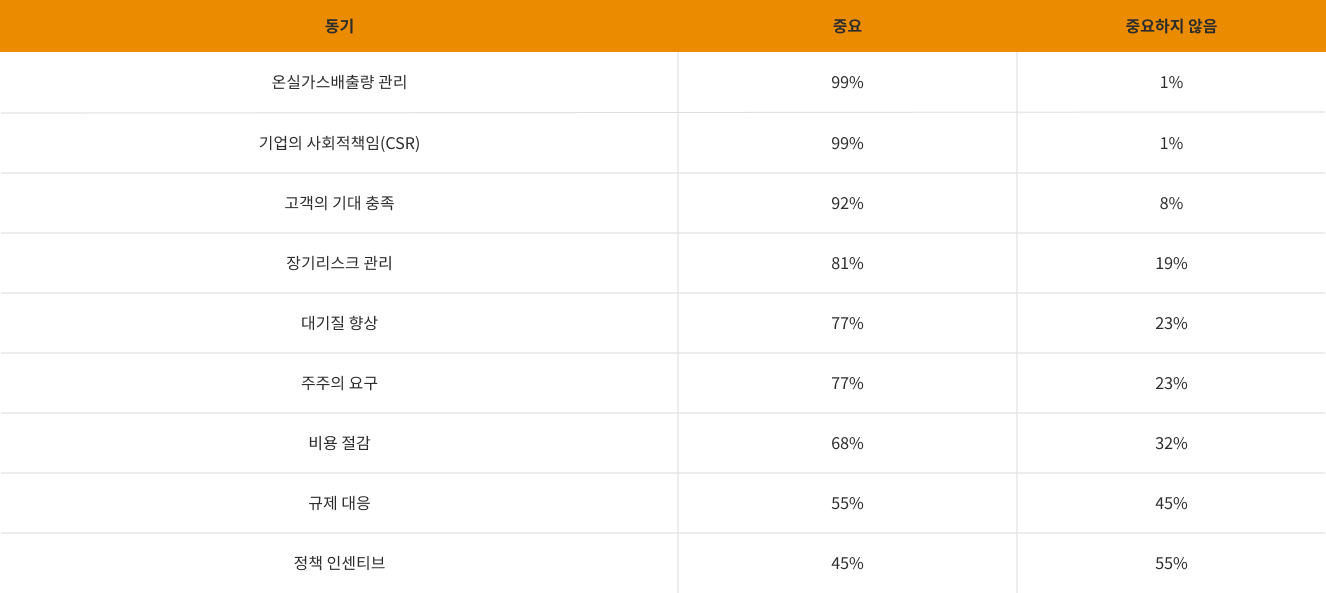 동기 중요 중요하지 않음
온실가스배출량 관리 99% 1%
기업의 사회적책임(CSR) 99% 1%
고객의 기대 충족 92% 8%
장기리스크 관리 81% 19%
대기질 향상 77% 23%
주주의 요구 77% 23%
비용 절감 68% 32%
규제 대응 55% 45%
정책 인센티브 45% 55%